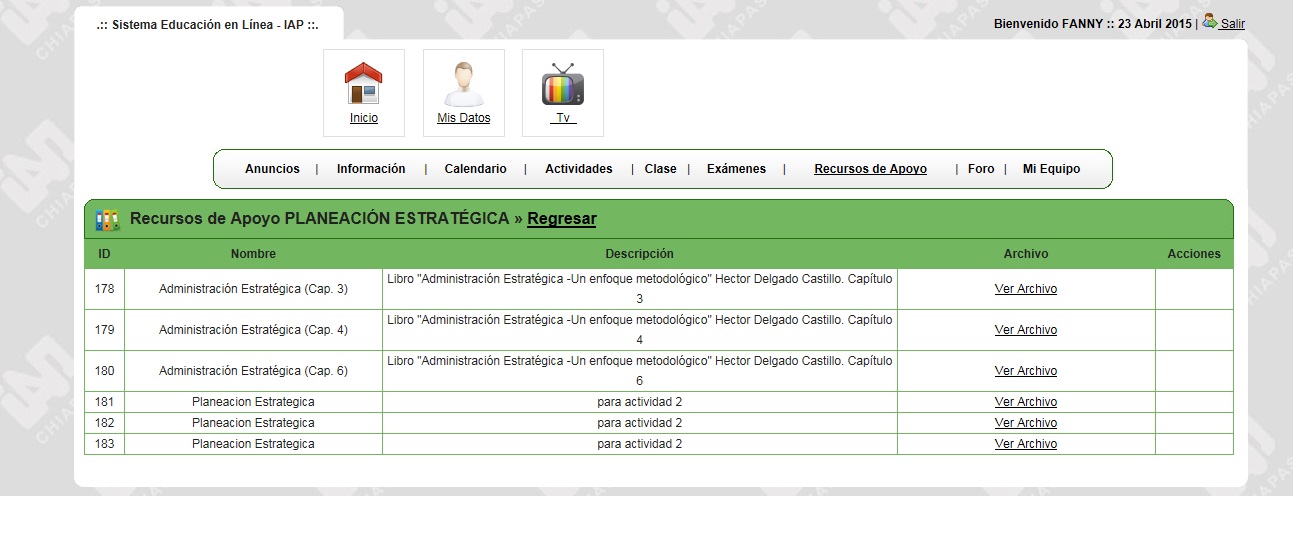 .:: Sistema Educación en Línea - IAP ::.
Bienvenido FANNY :: 23 Abril 2015 | Salir
Inicio Mis Datos Tv
Anuncios | Información | Calendario | Actividades | Clase | Exámenes | Recursos de Apoyo | Foro | Mi Equipo
Recursos de Apoyo PLANEACIÓN ESTRATÉGICA » Regresar
ID Nombre Descripción Archivo Acciones
Libro "Administración Estratégica -Un enfoque metodológico" Hector Delgado Castillo. Capítulo
178 Administración Estratégica (Cap. 3) Ver Archivo
3
Libro "Administración Estratégica -Un enfoque metodológico" Hector Delgado Castillo. Capítulo
179 Administración Estratégica (Cap. 4) Ver Archivo
4
Libro "Administración Estratégica -Un enfoque metodológico" Hector Delgado Castillo. Capítulo
180 Administración Estratégica (Cap. 6) Ver Archivo
6
181 Planeacion Estrategica para actividad 2 Ver Archivo
182 Planeacion Estrategica para actividad 2 Ver Archivo
183 Planeacion Estrategica para actividad 2 Ver Archivo